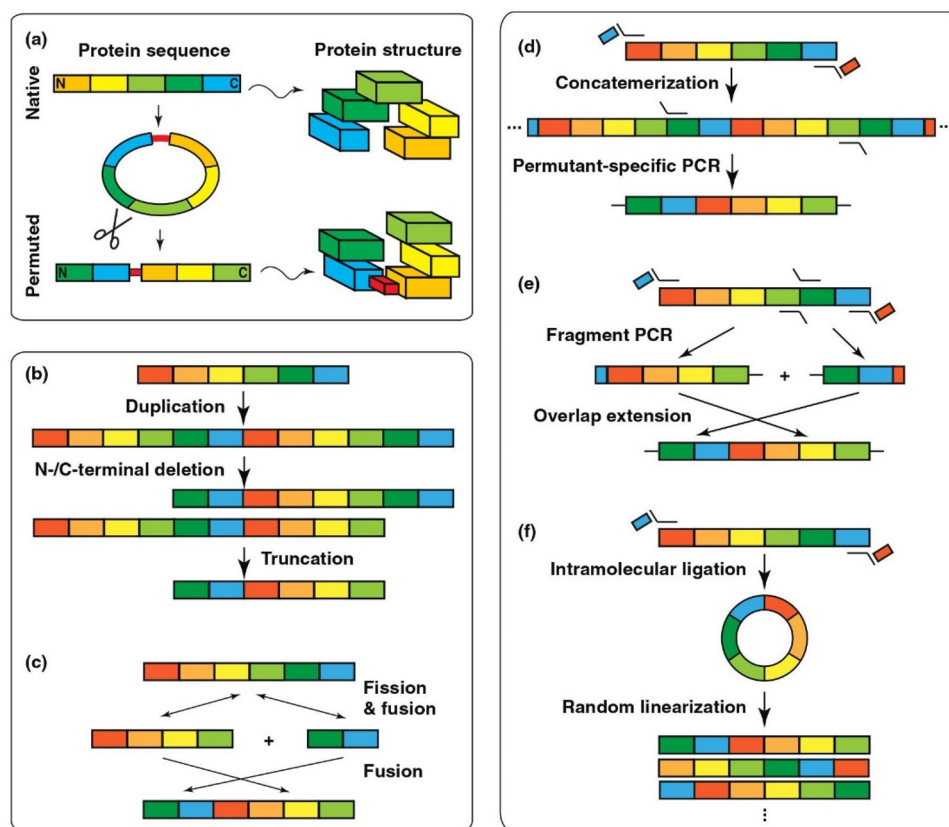 (a)
Protein sequence
Protein structure
Native
N
C
Permuted
N
C
(b)
Duplication
N-/C-terminal deletion
Truncation
(c)
Fission
& fusion
+
Fusion
(d)
Concatemerization
...
...
Permutant-specific PCR
(e)
Fragment PCR
+
Overlap extension
(f)
Intramolecular ligation
Random linearization
...